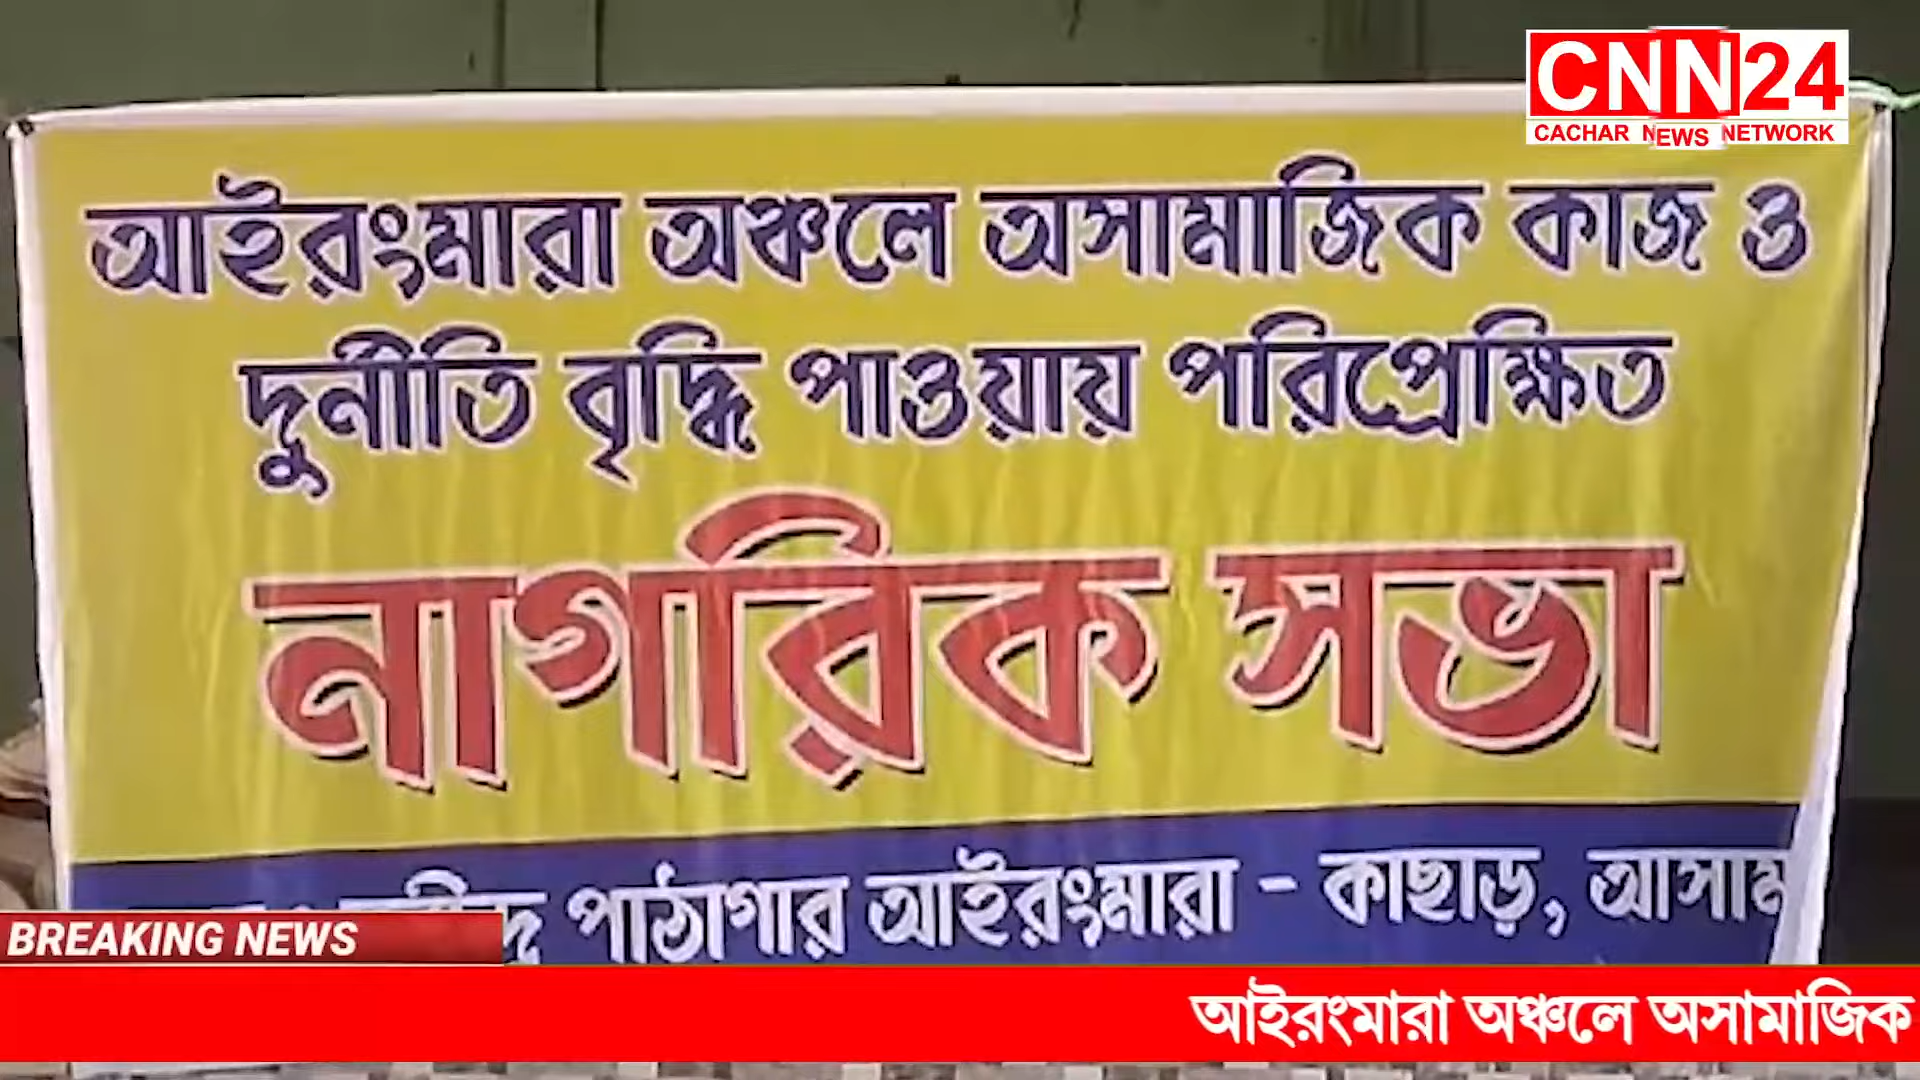 CNN24
CACHAR NEWS NETWORK
আইরংমারা অঞ্চলে অসামাজিক কাজ ও
দুর্নীতি বৃদ্ধি পাওয়ায় পরিপ্রেক্ষিত
নাগরিক সভা
পাঠাগার আইরংমারা - কাছাড়, আসাম
BREAKING NEWS
আইরংমারা অঞ্চলে অসামাজিক